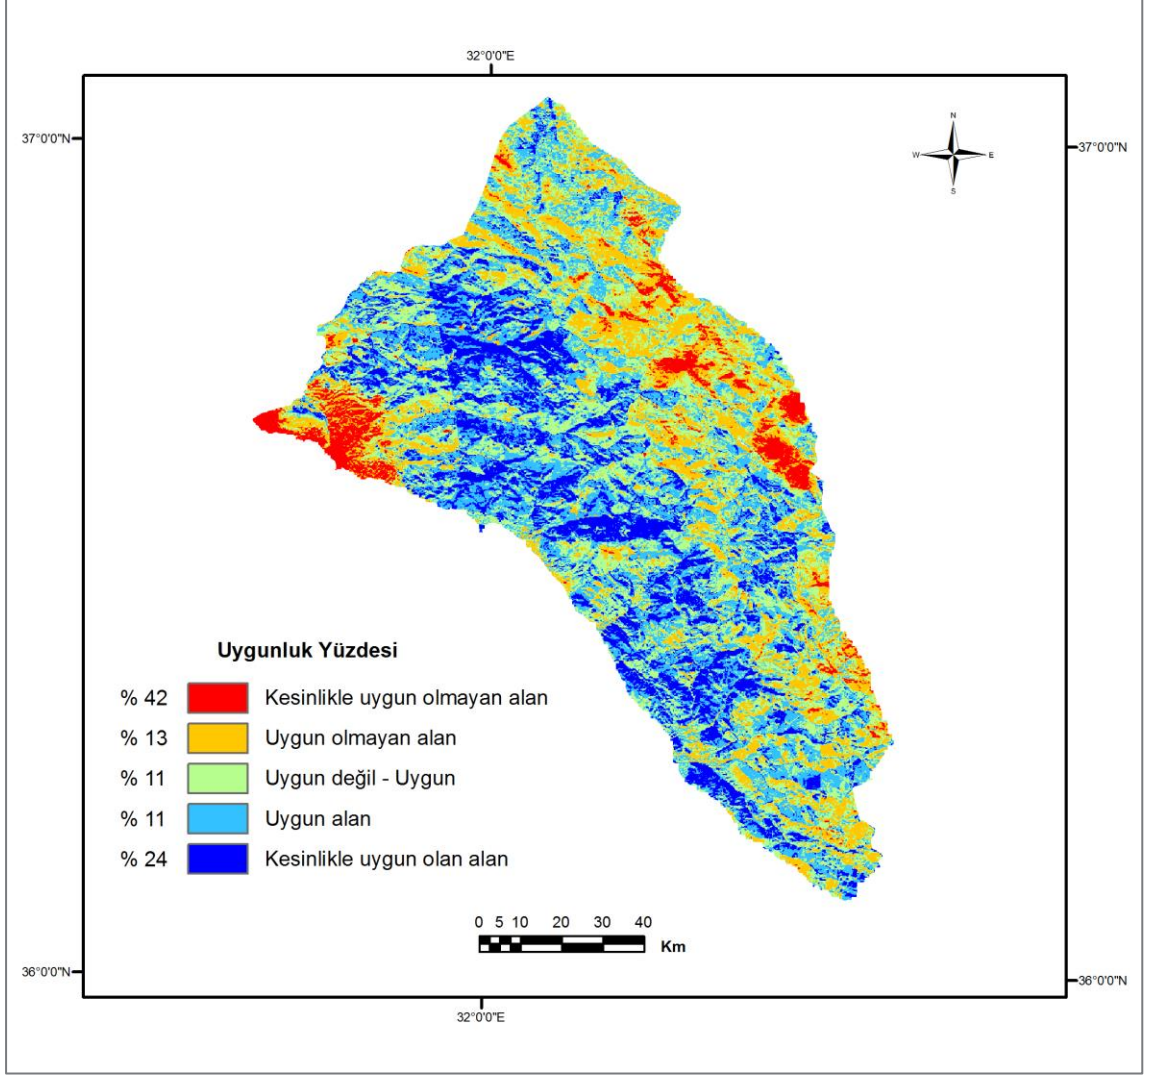 32°0'0"E
37°0'0"N
37°0'0"N
N
W E
S
Uygunluk Yüzdesi
% 42 Kesinlikle uygun olmayan alan
% 13 Uygun olmayan alan
% 11 Uygun değil - Uygun
% 11 Uygun alan
% 24 Kesinlikle uygun olan alan
0 5 10 20 30 40
Km
36°0'0"N
36°0'0"N
32°0'0"E